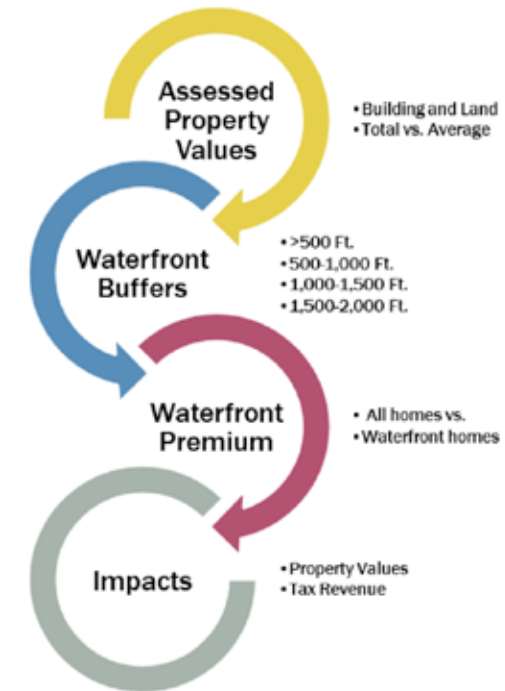 Assessed
Property
Values
• Building and Land
• Total vs. Average
Waterfront
Buffers
• >500 Ft.
• 500-1,000 Ft.
• 1,000-1,500 Ft.
• 1,500-2,000 Ft.
Waterfront
Premium
• All homes vs.
• Waterfront homes
Impacts
• Property Values
• Tax Revenue